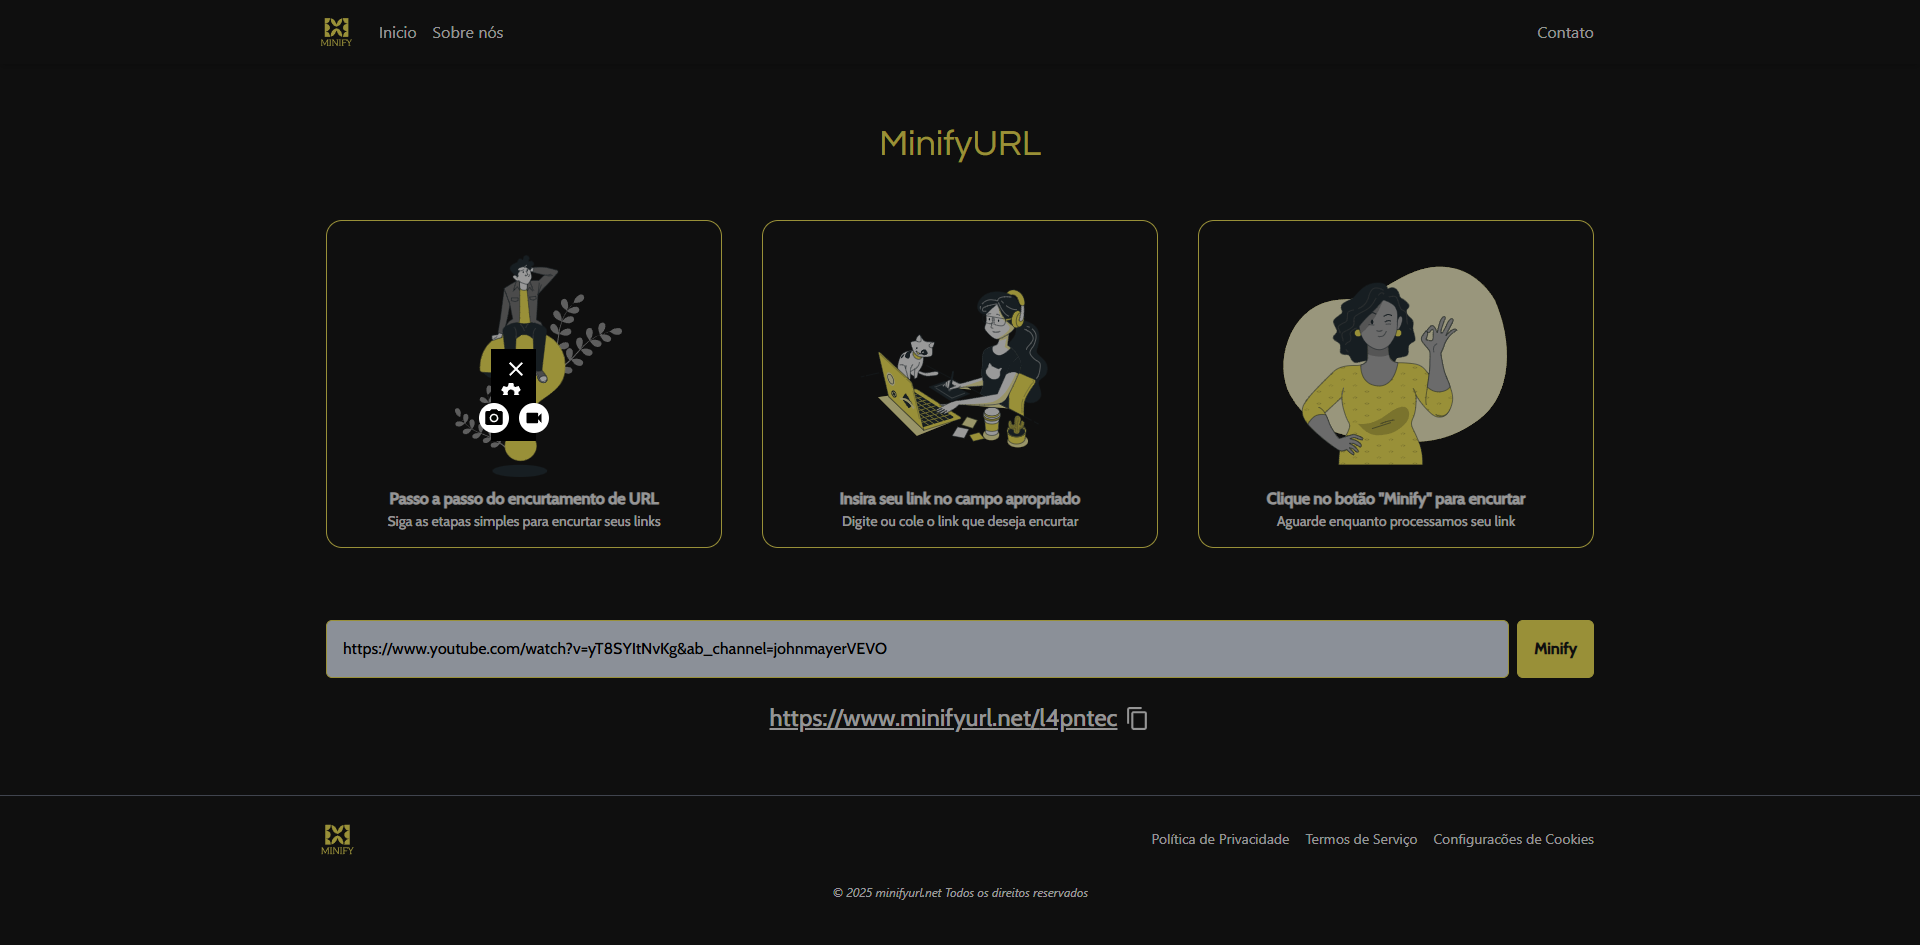 MINIFY
Inicio Sobre nós Contato
MinifyURL
Passo a passo do encurtamento de URL
Siga as etapas simples para encurtar seus links
Insira seu link no campo apropriado
Digite ou cole o link que deseja encurtar
Clique no botão "Minify" para encurtar
Aguarde enquanto processamos seu link
https://www.youtube.com/watch?v=yT8SYItNvKg&ab_channel=johnmayerVEVO
Minify
https://www.minifyurl.net/l4pntec
MINIFY
Política de Privacidade Termos de Serviço Configuracões de Cookies
© 2025 minifyurl.net Todos os direitos reservados